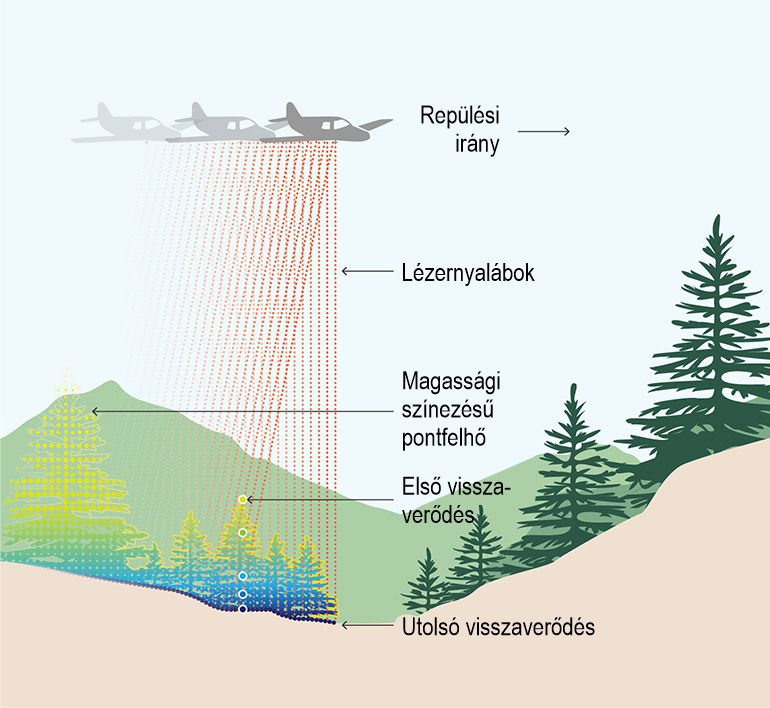 Repülési
irány
Lézernyalábok
Magassági
színezésű
pontfelhő
Első vissza-
verődés
Utolsó visszaverődés